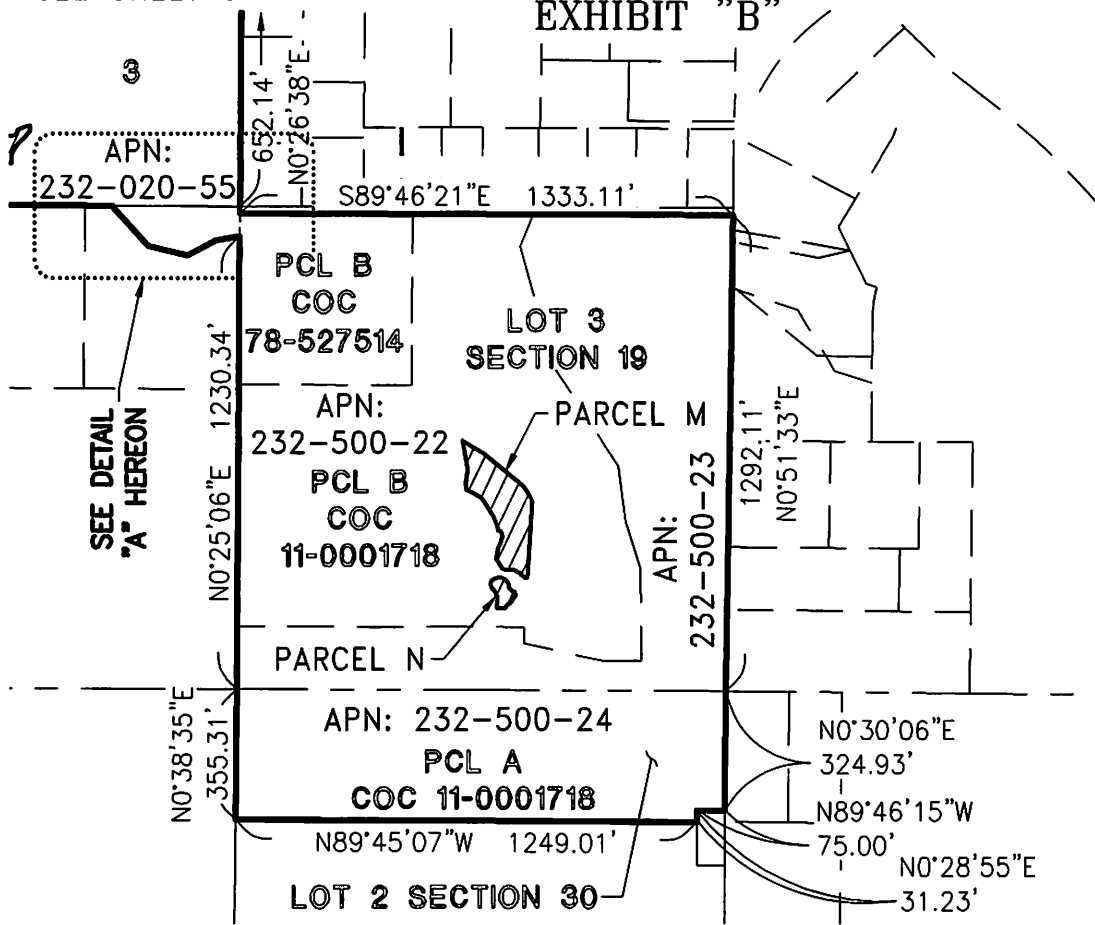 EXHIBIT "B"
3
652.14'
N0°26'38"E
APN:
232-020-55
S89°46'21"E 1333.11'
PCL B
COC
78-527514
LOT 3
SECTION 19
1230.34'
N0°25'06"E
SEE DETAIL
"A" HEREON
APN:
232-500-22
PARCEL M
PCL B
COC
11-0001718
APN:
232-500-23
1292.11'
N0°51'33"E
PARCEL N
N0°38'35"E
355.31'
APN: 232-500-24
PCL A
COC 11-0001718
N0°30'06"E
324.93'
N89°46'15"W
75.00'
N89°45'07"W 1249.01'
N0°28'55"E
31.23'
LOT 2 SECTION 30